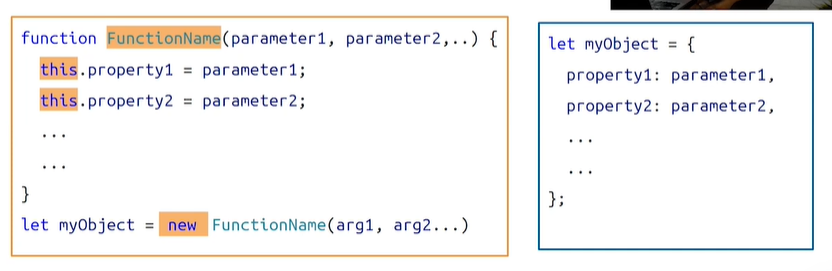 function FunctionName(parameter1, parameter2,..) {
this.property1 = parameter1;
this.property2 = parameter2;
...
...
}
let myObject = new FunctionName(arg1, arg2...)
let myObject = {
property1: parameter1,
property2: parameter2,
...
...
};